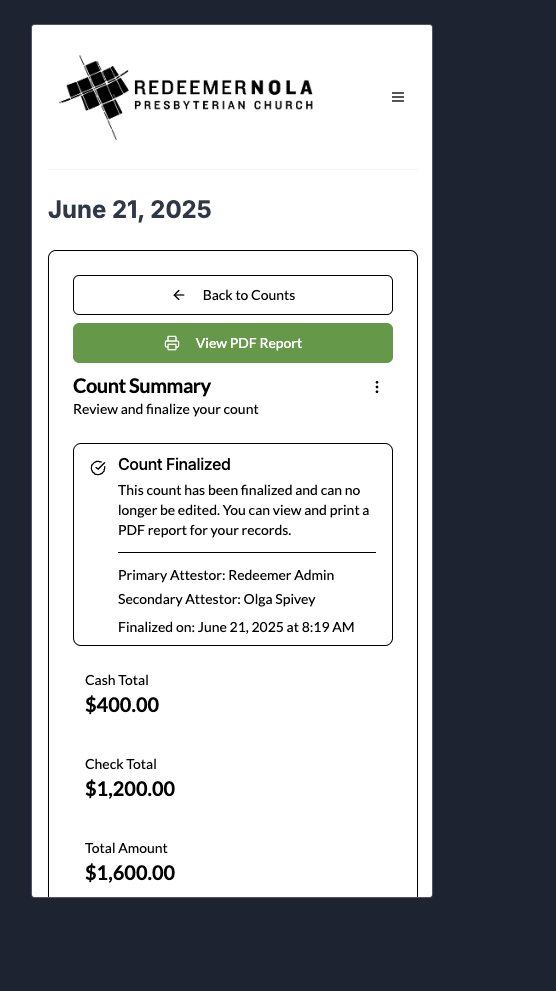 REDEEMERNOLA
PRESBYTERIAN CHURCH
June 21, 2025
Back to Counts
View PDF Report
Count Summary
Review and finalize your count
Count Finalized
This count has been finalized and can no
longer be edited. You can view and print a
PDF report for your records.
Primary Attestor: Redeemer Admin
Secondary Attestor: Olga Spivey
Finalized on: June 21, 2025 at 8:19 AM
Cash Total
$400.00
Check Total
$1,200.00
Total Amount
$1,600.00